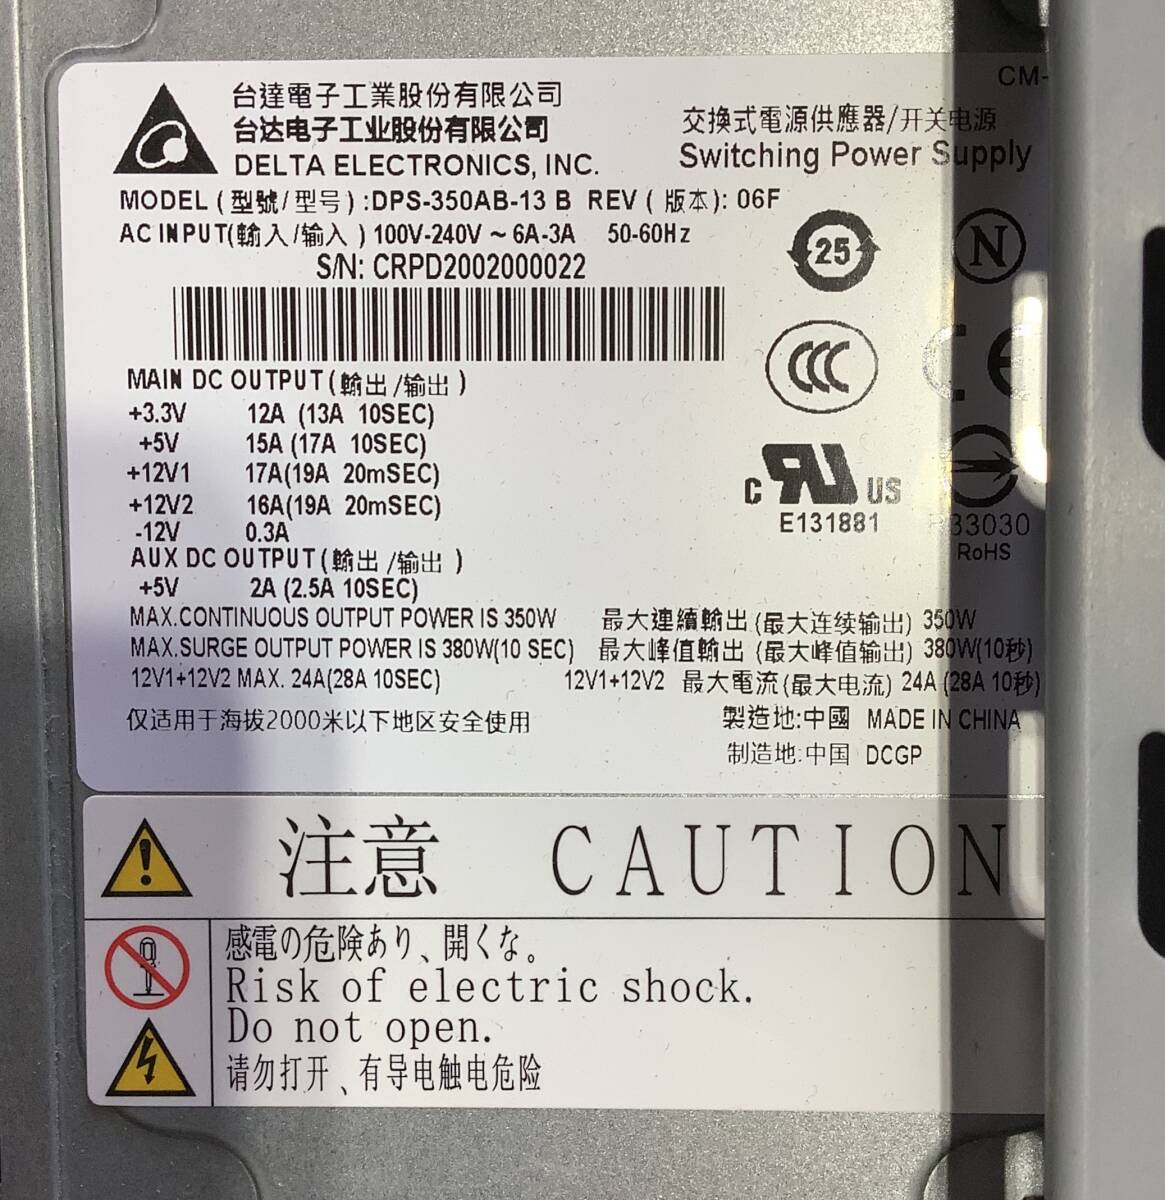 CM-
台達電子工業股份有限公司
台达电子工业股份有限公司
DELTA ELECTRONICS, INC.
交換式電源供應器/开关电源
Switching Power Supply
MODEL (型號/型号) :DPS-350AB-13 B REV ( 版本): 06F
AC INPUT(輸入/输入 ) 100V-240V ~ 6A-3A 50-60Hz
S/N: CRPD2002000022
25
N
CCC
CE
MAIN DC OUTPUT (輸出 /输出 )
+3.3V 12A (13A 10SEC)
+5V 15A (17A 10SEC)
+12V1 17A(19A 20mSEC)
+12V2 16A(19A 20mSEC)
-12V 0.3A
C RU US
E131881
33030
RoHS
AUX DC OUTPUT (輸出 /输出 )
+5V 2A (2.5A 10SEC)
MAX.CONTINUOUS OUTPUT POWER IS 350W 最大連續輸出 (最大连续输出) 350W
MAX.SURGE OUTPUT POWER IS 380W(10 SEC) 最大峰值輸出 (最大峰值输出) 380W(10秒)
12V1+12V2 MAX. 24A(28A 10SEC) 12V1+12V2 最大電流 (最大电流) 24A (28A 10秒)
仅适用于海拔2000米以下地区安全使用
製造地:中國 MADE IN CHINA
制造地:中国 DCGP
注意 CAUTION
感電の危険あり、開くな。
Risk of electric shock.
Do not open.
请勿打开、有导电触电危险